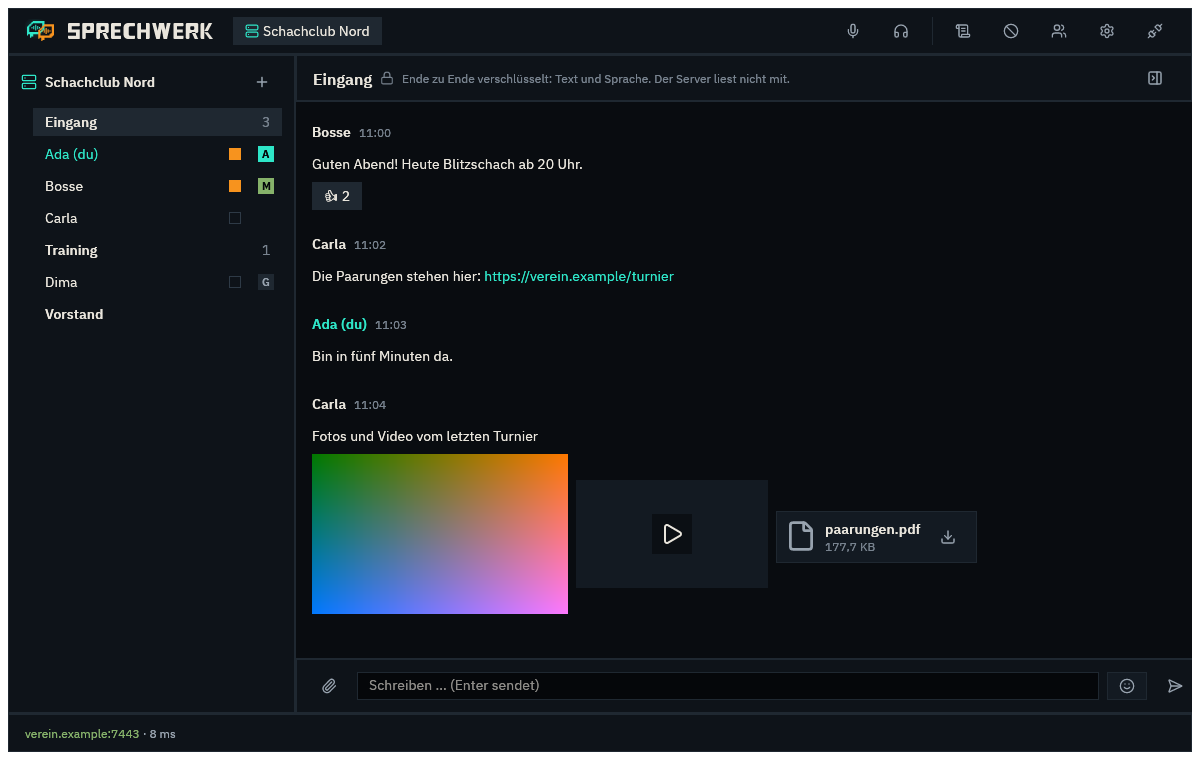 SPRECHWERK
Schachclub Nord
Schachclub Nord
Eingang 3
Ada (du) A
Bosse M
Carla
Training 1
Dima G
Vorstand
Eingang Ende zu Ende verschlüsselt: Text und Sprache. Der Server liest nicht mit.
Bosse 11:00
Guten Abend! Heute Blitzschach ab 20 Uhr.
👍 2
Carla 11:02
Die Paarungen stehen hier: https://verein.example/turnier
Ada (du) 11:03
Bin in fünf Minuten da.
Carla 11:04
Fotos und Video vom letzten Turnier
paarungen.pdf
177,7 KB
Schreiben ... (Enter sendet)
verein.example:7443 · 8 ms